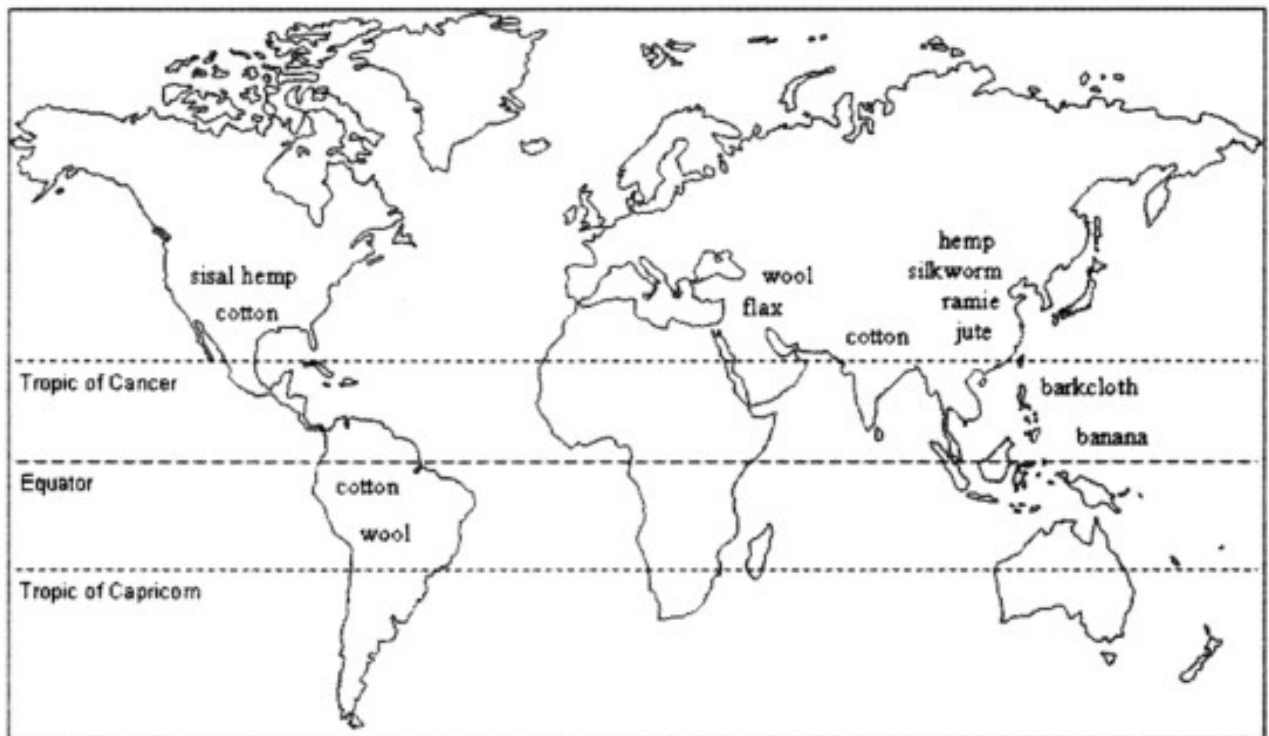 hemp
silkworm
wool
sisal hemp
ramie
flax
cotton
jute
cotton
Tropic of Cancer
barkcloth
banana
Equator
cotton
wool
Tropic of Capricorn